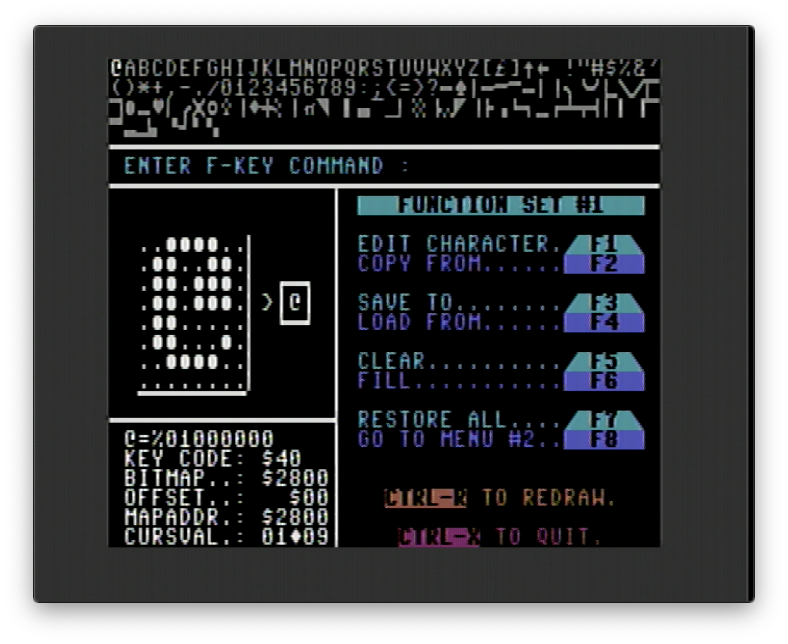 @ABCDEFGHIJKLMNOPQRSTUVWXYZ[£]↑← !"#$%&'
()*+,-./0123456789:;<=>?
ENTER F-KEY COMMAND :
FUNCTION SET #1
EDIT CHARACTER. F1
COPY FROM...... F2
SAVE TO........ F3
LOAD FROM...... F4
CLEAR.......... F5
FILL........... F6
RESTORE ALL.... F7
GO TO MENU #2.. F8
CTRL-R TO REDRAW.
CTRL-X TO QUIT.
..0000..
.00..00.
.00.000.
.00.000.
.00.....
.00...0.
..0000..
........
>@
@=%01000000
KEY CODE: $40
BITMAP..: $2800
OFFSET..: $00
MAPADDR.: $2800
CURSVAL.: 01♦09